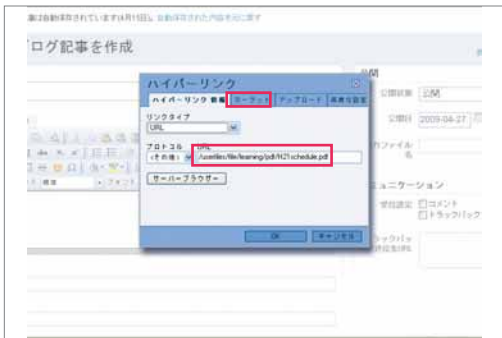 は自動保存されています(4月15日)。自動保存された内容を元に戻す
ログ記事を作成
公開
公開状態 公開
公開日 2009-04-27
ハイパーリンク
ハイパーリンク 情報 ターゲット アップロード 高度な設定
リンクタイプ
URL
プロトコル URL
<その他> ./userfiles/file/learning/pdf/H21schedule.pdf
サーバーブラウザー
OK キャンセル
ミュニケーション
受信設定 コメント
トラックバック
標準